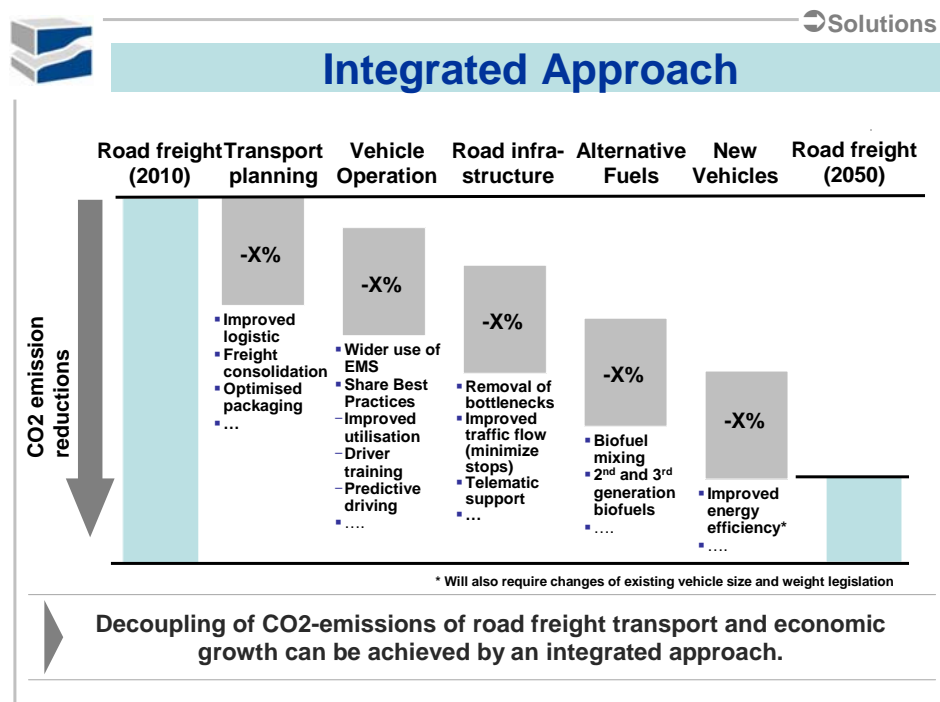 ➲Solutions
Integrated Approach
Road freight
(2010)
Transport
planning
Vehicle
Operation
Road infra-
structure
Alternative
Fuels
New
Vehicles
Road freight
(2050)
CO2 emission
reductions
-X%
▪ Improved
logistic
▪ Freight
consolidation
▪ Optimised
packaging
▪ …
-X%
▪ Wider use of
EMS
▪ Share Best
Practices
– Improved
utilisation
– Driver
training
– Predictive
driving
▪ ….
-X%
▪ Removal of
bottlenecks
▪ Improved
traffic flow
(minimize
stops)
▪ Telematic
support
▪ …
-X%
▪ Biofuel
mixing
▪ 2nd and 3rd
generation
biofuels
▪ ….
-X%
▪ Improved
energy
efficiency*
▪ ….
* Will also require changes of existing vehicle size and weight legislation
Decoupling of CO2-emissions of road freight transport and economic
growth can be achieved by an integrated approach.